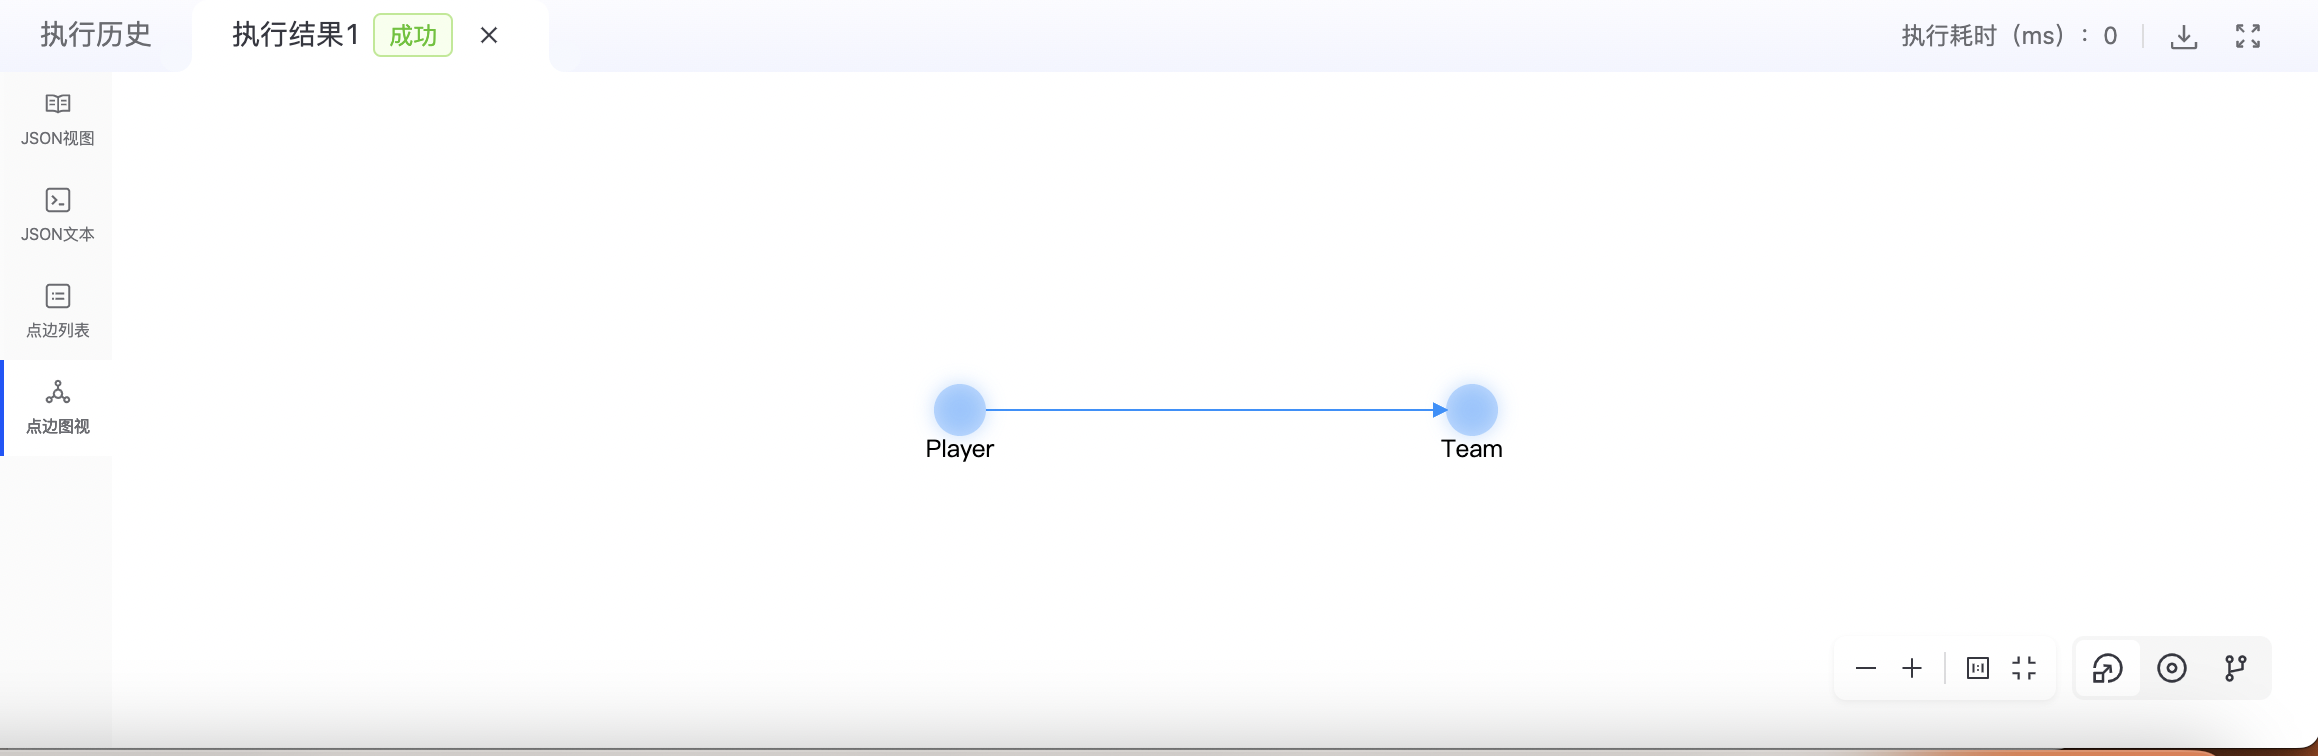 执行历史
执行结果1 成功
执行耗时（ms）：0
JSON视图
JSON文本
点边列表
点边图视
Player
Team